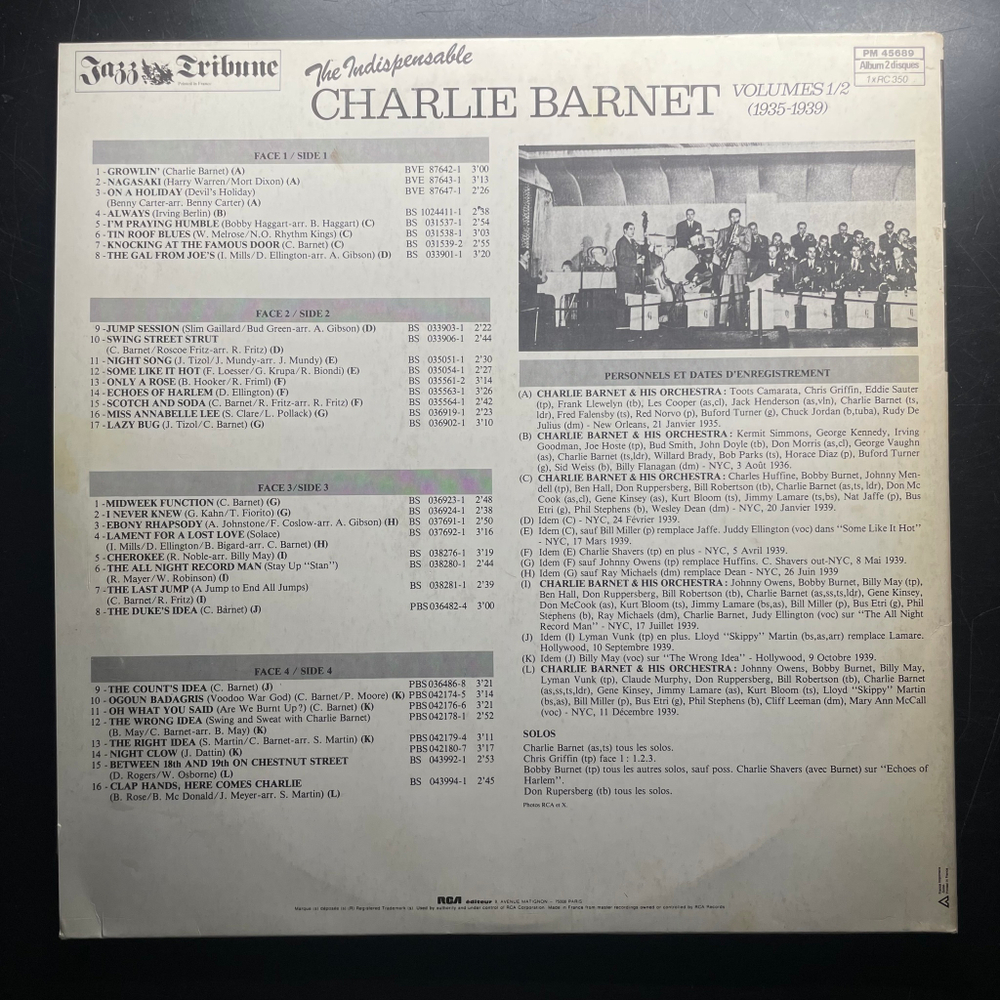 Jazz Tribune
The Indispensable
CHARLIE BARNET
VOLUMES 1/2
(1935-1939)
PM 45689
Album 2 disques
1xRC 350
FACE 1 / SIDE 1
1 - GROWLIN' (Charlie Barnet) (A) BVE 87642-1 3'00
2 - NAGASAKI (Harry Warren/Mort Dixon) (A) BVE 87643-1 3'13
3 - ON A HOLIDAY (Devil's Holiday) BVE 87647-1 2'26
(Benny Carter-arr. Benny Carter) (A)
4 - ALWAYS (Irving Berlin) (B) BS 1024411-1 2'38
5 - I'M PRAYING HUMBLE (Bobby Haggart-arr. B. Haggart) (C) BS 031537-1 2'54
6 - TIN ROOF BLUES (W. Melrose/N.O. Rhythm Kings) (C) BS 031538-1 3'03
7 - KNOCKING AT THE FAMOUS DOOR (C. Barnet) (C) BS 031539-2 2'55
8 - THE GAL FROM JOE'S (I. Mills/D. Ellington-arr. A. Gibson) (D) BS 033901-1 3'20
FACE 2 / SIDE 2
9 - JUMP SESSION (Slim Gaillard/Bud Green-arr. A. Gibson) (D) BS 033903-1 2'22
10 - SWING STREET STRUT BS 033906-1 2'44
(C. Barnet/Roscoe Fritz-arr. R. Fritz) (D)
11 - NIGHT SONG (J. Tizol/J. Mundy-arr. J. Mundy) (E) BS 035051-1 2'30
12 - SOME LIKE IT HOT (F. Loesser/G. Krupa/R. Biondi) (E) BS 035054-1 2'27
13 - ONLY A ROSE (B. Hooker/R. Friml) (F) BS 035561-2 3'14
14 - ECHOES OF HARLEM (D. Ellington) (F) BS 035563-1 3'26
15 - SCOTCH AND SODA (C. Barnet/R. Fritz-arr. R. Fritz) (F) BS 035564-1 2'42
16 - MISS ANNABELLE LEE (S. Clare/L. Pollack) (G) BS 036919-1 2'23
17 - LAZY BUG (J. Tizol/C. Barnet) (G) BS 036902-1 3'10
FACE 3/SIDE 3
1 - MIDWEEK FUNCTION (C. Barnet) (G) BS 036923-1 2'48
2 - I NEVER KNEW (G. Kahn/T. Fiorito) (G) BS 036924-1 2'38
3 - EBONY RHAPSODY (A. Johnstone/F. Coslow-arr. A. Gibson) (H) BS 037691-1 2'50
4 - LAMENT FOR A LOST LOVE (Solace) BS 037692-1 3'16
(I. Mills/D. Ellington/B. Bigard-arr. C. Barnet) (H)
5 - CHEROKEE (R. Noble-arr. Billy May) (I) BS 038276-1 3'19
6 - THE ALL NIGHT RECORD MAN (Stay Up "Stan") BS 038280-1 2'44
(R. Mayer/W. Robinson) (I)
7 - THE LAST JUMP (A Jump to End All Jumps) BS 038281-1 2'39
(C. Barnet/R. Fritz) (I)
8 - THE DUKE'S IDEA (C. Barnet) (J) PBS 036482-4 3'00
FACE 4 / SIDE 4
9 - THE COUNT'S IDEA (C. Barnet) (J) PBS 036486-8 3'21
10 - OGOUN BADAGRIS (Voodoo War God) (C. Barnet/P. Moore) (K) PBS 042174-5 3'14
11 - OH WHAT YOU SAID (Are We Burnt Up?) (C. Barnet) (K) PBS 042176-6 3'21
12 - THE WRONG IDEA (Swing and Sweat with Charlie Barnet) PBS 042178-1 2'52
(B. May/C. Barnet-arr. B. May) (K)
13 - THE RIGHT IDEA (S. Martin/C. Barnet-arr. S. Martin) (K) PBS 042179-4 3'11
14 - NIGHT CLOW (J. Dattin) (K) PBS 042180-7 3'17
15 - BETWEEN 18th AND 19th ON CHESTNUT STREET BS 043992-1 2'53
(D. Rogers/W. Osborne) (L)
16 - CLAP HANDS, HERE COMES CHARLIE BS 043994-1 2'45
(B. Rose/B. Mc Donald/J. Meyer-arr. S. Martin) (L)
PERSONNELS ET DATES D'ENREGISTREMENT
(A) CHARLIE BARNET & HIS ORCHESTRA : Toots Camarata, Chris Griffin, Eddie Sauter
(tp), Frank Llewelyn (tb), Les Cooper (as,cl), Jack Henderson (as,vln), Charlie Barnet (ts,
ldr), Fred Falensby (ts), Red Norvo (p), Buford Turner (g), Chuck Jordan (b,tuba), Rudy De
Julius (dm) - New Orleans, 21 Janvier 1935.
(B) CHARLIE BARNET & HIS ORCHESTRA : Kermit Simmons, George Kennedy, Irving
Goodman, Joe Hoste (tp), Bud Smith, John Doyle (tb), Don Morris (as,cl), George Vaughn
(as), Charlie Barnet (ts,ldr), Willard Brady, Bob Parks (ts), Horace Diaz (p), Buford Turner
(g), Sid Weiss (b), Billy Flanagan (dm) - NYC, 3 Août 1936.
(C) CHARLIE BARNET & HIS ORCHESTRA : Charles Huffine, Bobby Burnet, Johnny Men-
dell (tp), Ben Hall, Don Ruppersberg, Bill Robertson (tb), Charlie Barnet (as,ts, ldr), Don Mc
Cook (as,cl), Gene Kinsey (as), Kurt Bloom (ts), Jimmy Lamare (ts,bs), Nat Jaffe (p), Bus
Etri (g), Phil Stephens (b), Wesley Dean (dm) - NYC, 20 Janvier 1939.
(D) Idem (C) - NYC, 24 Février 1939.
(E) Idem (C), sauf Bill Miller (p) remplace Jaffe. Juddy Ellington (voc) dans "Some Like It Hot"
- NYC, 17 Mars 1939.
(F) Idem (E) Charlie Shavers (tp) en plus - NYC, 5 Avril 1939.
(G) Idem (F) sauf Johnny Owens (tp) remplace Huffins. C. Shavers out-NYC, 8 Mai 1939.
(H) Idem (G) sauf Ray Michaels (dm) remplace Dean - NYC, 26 Juin 1939
(I) CHARLIE BARNET & HIS ORCHESTRA : Johnny Owens, Bobby Burnet, Billy May (tp),
Ben Hall, Don Ruppersberg, Bill Robertson (tb), Charlie Barnet (as,ss,ts,ldr), Gene Kinsey,
Don McCook (as), Kurt Bloom (ts), Jimmy Lamare (bs,as), Bill Miller (p), Bus Etri (g), Phil
Stephens (b), Ray Michaels (dm), Charlie Barnet, Judy Ellington (voc) sur "The All Night
Record Man" - NYC, 17 Juillet 1939.
(J) Idem (I) Lyman Vunk (tp) en plus. Lloyd "Skippy" Martin (bs,as,arr) remplace Lamare.
Hollywood, 10 Septembre 1939.
(K) Idem (J) Billy May (voc) sur "The Wrong Idea" - Hollywood, 9 Octobre 1939.
(L) CHARLIE BARNET & HIS ORCHESTRA : Johnny Owens, Bobby Burnet, Billy May,
Lyman Vunk (tp), Claude Murphy, Don Ruppersberg, Bill Robertson (tb), Charlie Barnet
(as,ss,ts,ldr), Gene Kinsey, Jimmy Lamare (as), Kurt Bloom (ts), Lloyd "Skippy" Martin
(bs,as), Bill Miller (p), Bus Etri (g), Phil Stephens (b), Cliff Leeman (dm), Mary Ann McCall
(voc) - NYC, 11 Décembre 1939.
SOLOS
Charlie Barnet (as,ts) tous les solos.
Chris Griffin (tp) face 1 : 1.2.3.
Bobby Burnet (tp) tous les autres solos, sauf poss. Charlie Shavers (avec Burnet) sur "Echoes of
Harlem".
Don Rupersberg (tb) tous les solos.
Photos RCA et X.
RCA éditeur 9, AVENUE MATIGNON - 75008 PARIS
Marque (s) déposée (s) (R) Registered Trademark (s). Used by authority and under control of RCA Corporation. Made in France from master recordings owned or controlled by RCA Records